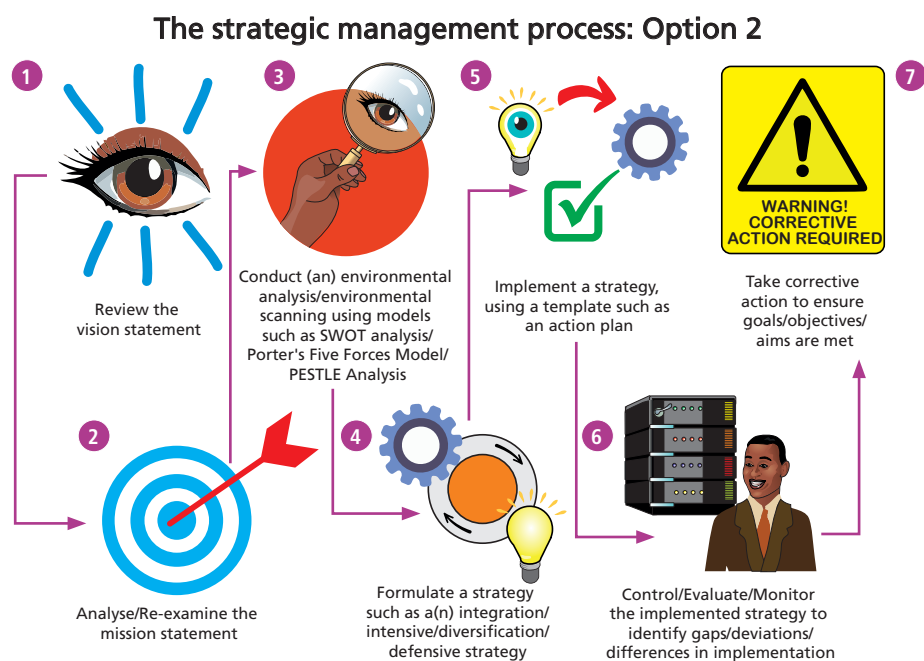 The strategic management process: Option 2
1
Review the
vision statement
2
Analyse/Re-examine the
mission statement
3
Conduct (an) environmental
analysis/environmental
scanning using models
such as SWOT analysis/
Porter's Five Forces Model/
PESTLE Analysis
4
Formulate a strategy
such as a(n) integration/
intensive/diversification/
defensive strategy
5
Implement a strategy,
using a template such as
an action plan
6
Control/Evaluate/Monitor
the implemented strategy to
identify gaps/deviations/
differences in implementation
7
WARNING!
CORRECTIVE
ACTION REQUIRED
Take corrective
action to ensure
goals/objectives/
aims are met